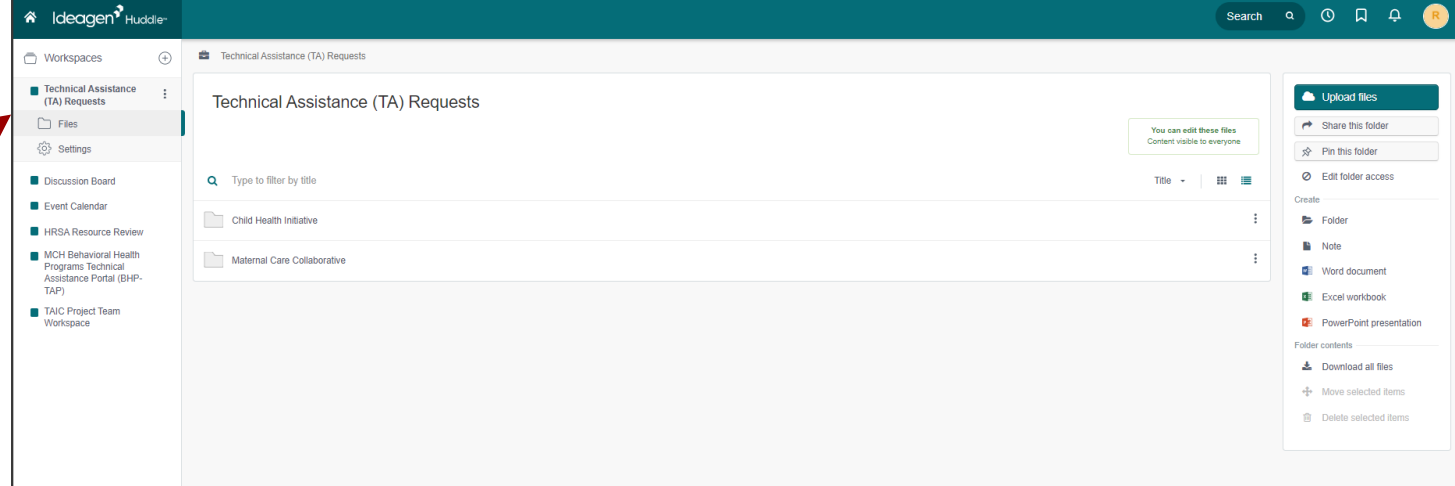 Ideagen Huddle
Search
R
Workspaces
Technical Assistance
(TA) Requests
Files
Settings
Discussion Board
Event Calendar
HRSA Resource Review
MCH Behavioral Health
Programs Technical
Assistance Portal (BHP-
TAP)
TAIC Project Team
Workspace
Technical Assistance (TA) Requests
Technical Assistance (TA) Requests
You can edit these files
Content visible to everyone
Type to filter by title
Title
Child Health Initiative
Maternal Care Collaborative
Upload files
Share this folder
Pin this folder
Edit folder access
Create
Folder
Note
Word document
Excel workbook
PowerPoint presentation
Folder contents
Download all files
Move selected items
Delete selected items